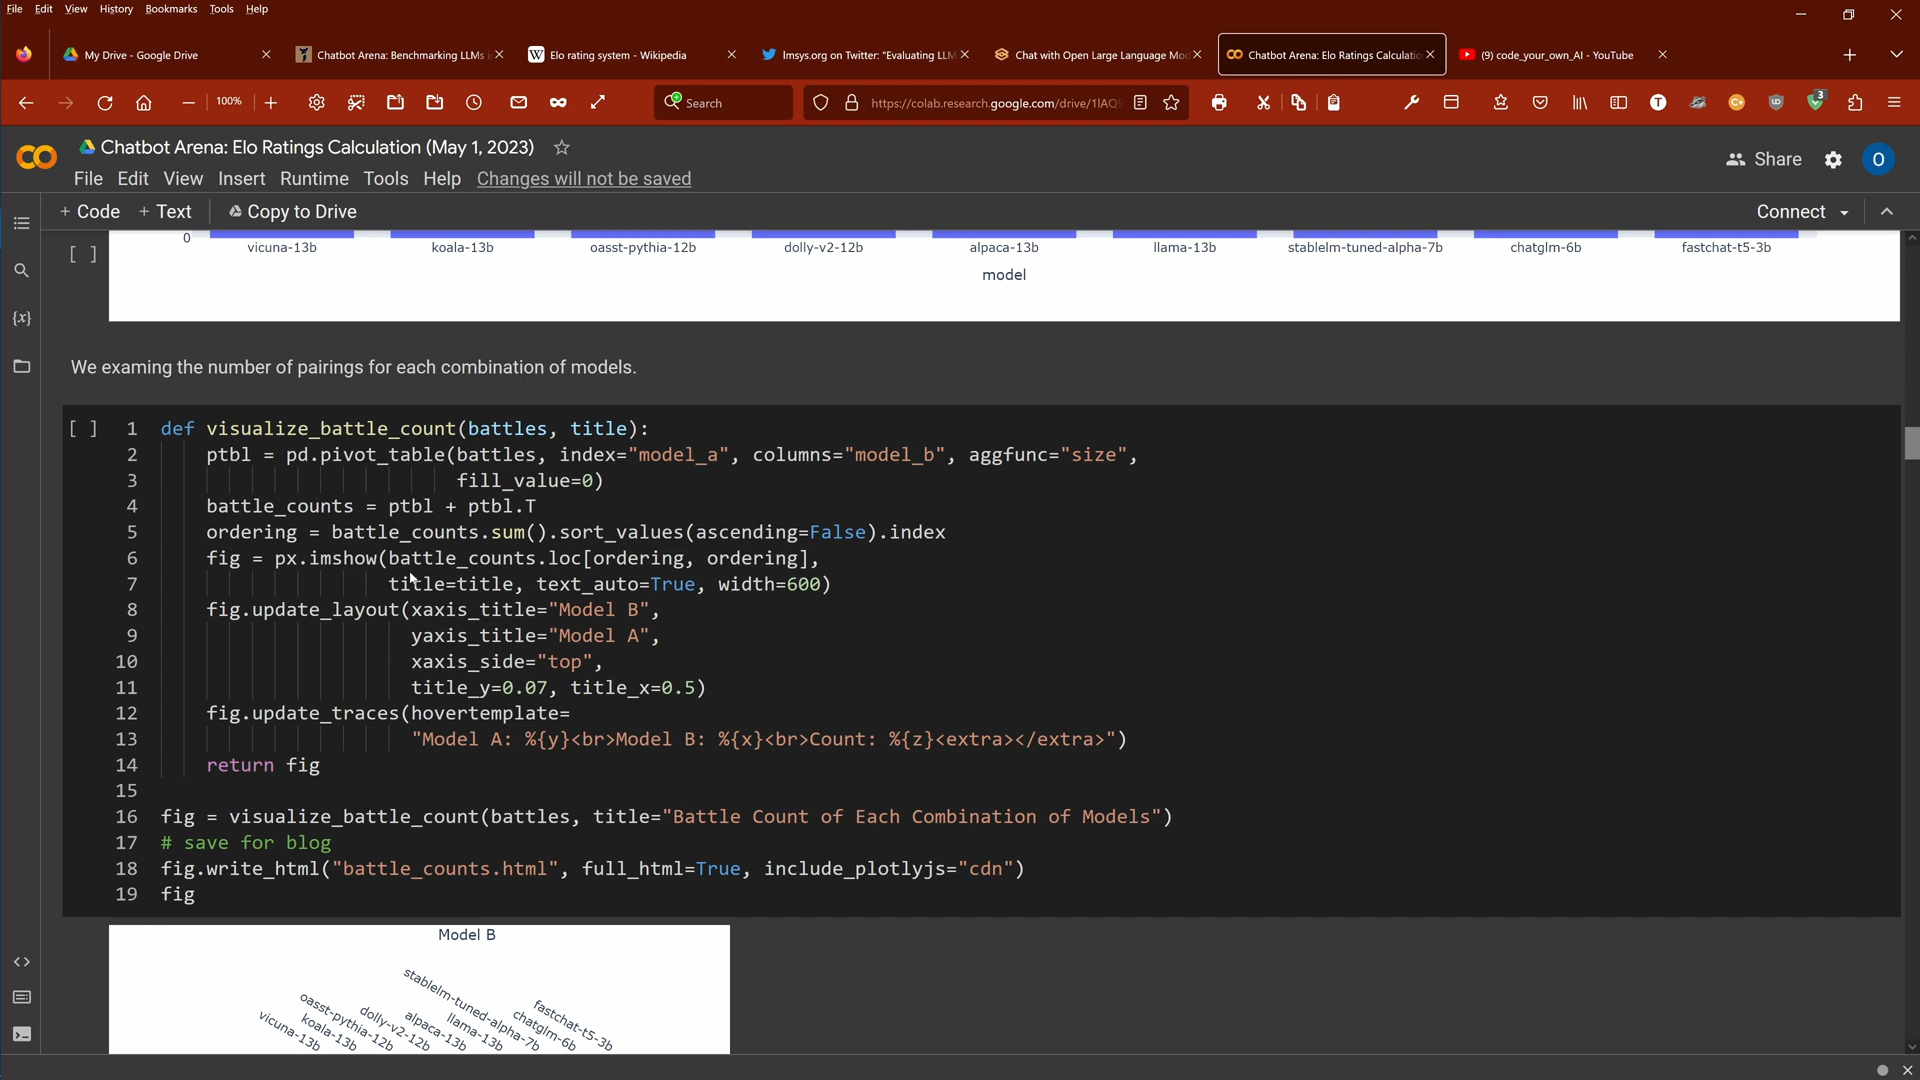 File Edit View History Bookmarks Tools Help
My Drive - Google Drive
Chatbot Arena: Benchmarking LLMs i
Elo rating system - Wikipedia
lmsys.org on Twitter: "Evaluating LLM
Chat with Open Large Language Mod
Chatbot Arena: Elo Ratings Calculatio
(9) code_your_own_AI - YouTube
100%
Search
https://colab.research.google.com/drive/1lAQ9
3
Chatbot Arena: Elo Ratings Calculation (May 1, 2023)
Share
O
File Edit View Insert Runtime Tools Help Changes will not be saved
+ Code + Text Copy to Drive
Connect
0
[ ]
vicuna-13b koala-13b oasst-pythia-12b dolly-v2-12b alpaca-13b llama-13b stablelm-tuned-alpha-7b chatglm-6b fastchat-t5-3b
model
{x}
We examing the number of pairings for each combination of models.
[ ] 1 def visualize_battle_count(battles, title):
2 ptbl = pd.pivot_table(battles, index="model_a", columns="model_b", aggfunc="size",
3 fill_value=0)
4 battle_counts = ptbl + ptbl.T
5 ordering = battle_counts.sum().sort_values(ascending=False).index
6 fig = px.imshow(battle_counts.loc[ordering, ordering],
7 title=title, text_auto=True, width=600)
8 fig.update_layout(xaxis_title="Model B",
9 yaxis_title="Model A",
10 xaxis_side="top",
11 title_y=0.07, title_x=0.5)
12 fig.update_traces(hovertemplate=
13 "Model A: %{y}<br>Model B: %{x}<br>Count: %{z}<extra></extra>")
14 return fig
15
16 fig = visualize_battle_count(battles, title="Battle Count of Each Combination of Models")
17 # save for blog
18 fig.write_html("battle_counts.html", full_html=True, include_plotlyjs="cdn")
19 fig
Model B
vicuna-13b
koala-13b
oasst-pythia-12b
dolly-v2-12b
alpaca-13b
llama-13b
stablelm-tuned-alpha-7b
chatglm-6b
fastchat-t5-3b